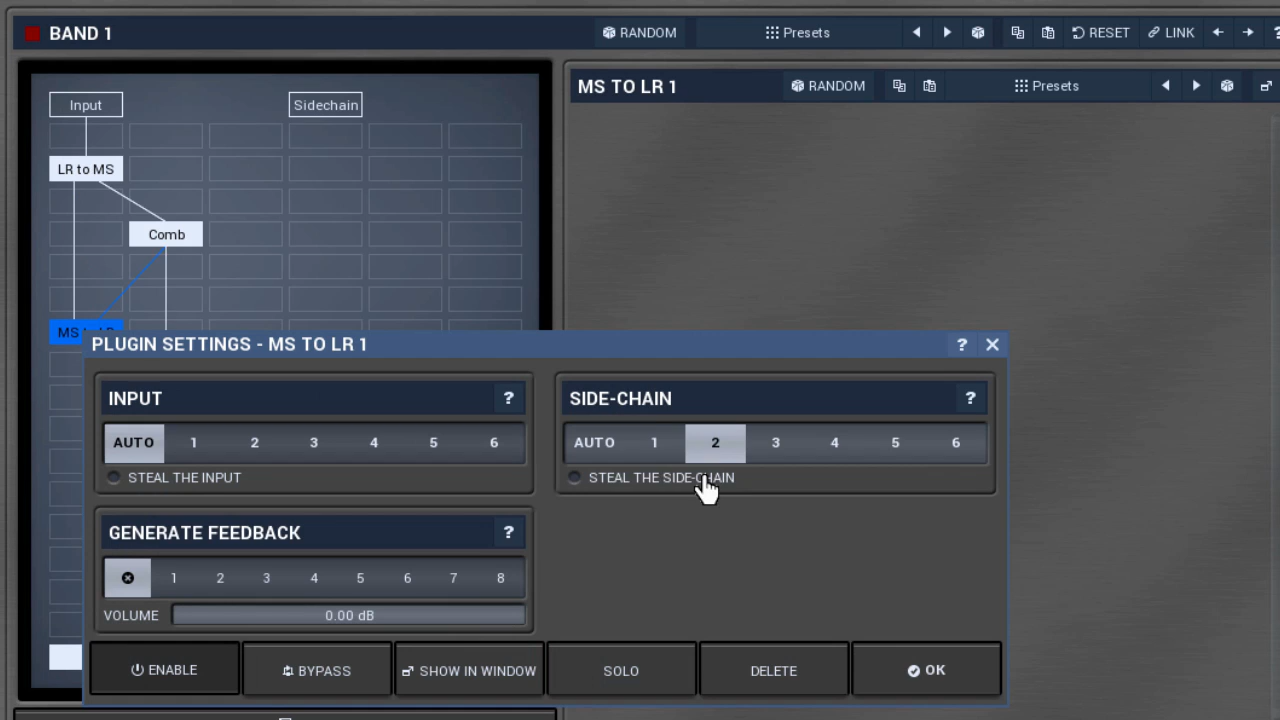 BAND 1
RANDOM
Presets
RESET
LINK
?
Input
Sidechain
LR to MS
Comb
MS to LR
MS TO LR 1
RANDOM
Presets
PLUGIN SETTINGS - MS TO LR 1
?
INPUT
?
AUTO 1 2 3 4 5 6
STEAL THE INPUT
SIDE-CHAIN
?
AUTO 1 2 3 4 5 6
STEAL THE SIDE-CHAIN
GENERATE FEEDBACK
?
1 2 3 4 5 6 7 8
VOLUME 0.00 dB
ENABLE
BYPASS
SHOW IN WINDOW
SOLO
DELETE
OK